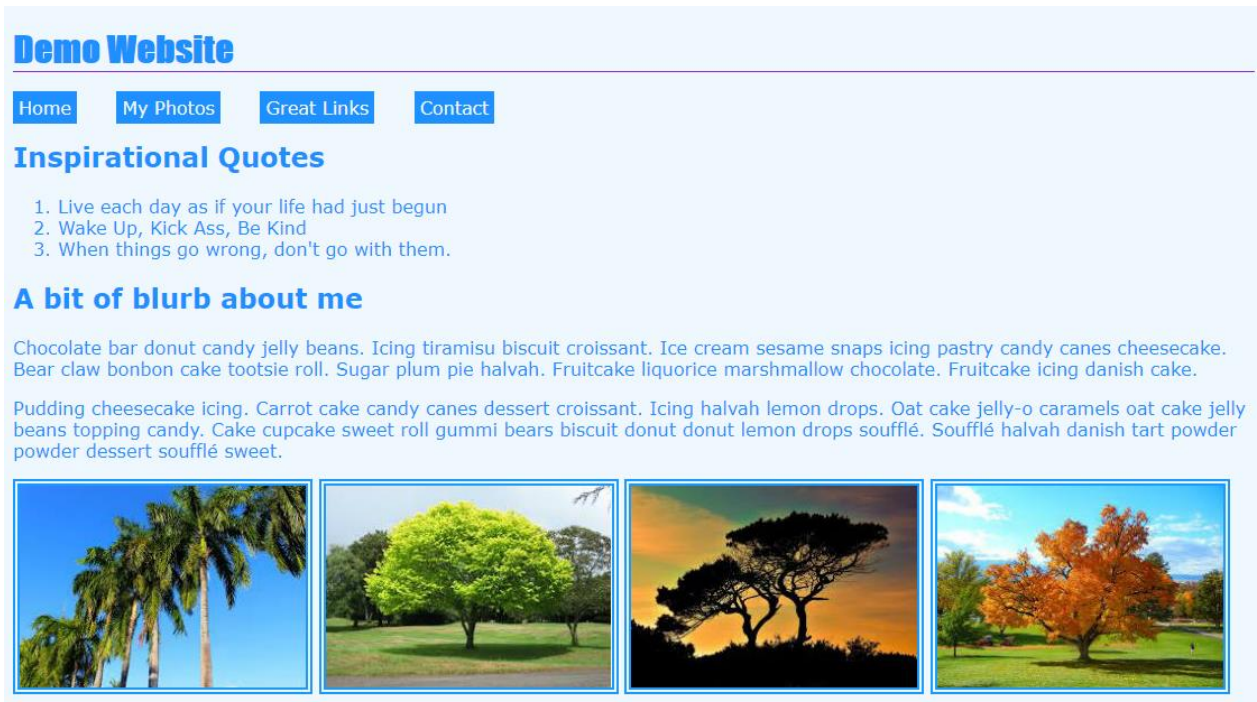 Demo Website
Home My Photos Great Links Contact
Inspirational Quotes
1. Live each day as if your life had just begun
2. Wake Up, Kick Ass, Be Kind
3. When things go wrong, don't go with them.
A bit of blurb about me
Chocolate bar donut candy jelly beans. Icing tiramisu biscuit croissant. Ice cream sesame snaps icing pastry candy canes cheesecake.
Bear claw bonbon cake tootsie roll. Sugar plum pie halvah. Fruitcake liquorice marshmallow chocolate. Fruitcake icing danish cake.
Pudding cheesecake icing. Carrot cake candy canes dessert croissant. Icing halvah lemon drops. Oat cake jelly-o caramels oat cake jelly
beans topping candy. Cake cupcake sweet roll gummi bears biscuit donut donut lemon drops soufflé. Soufflé halvah danish tart powder
powder dessert soufflé sweet.